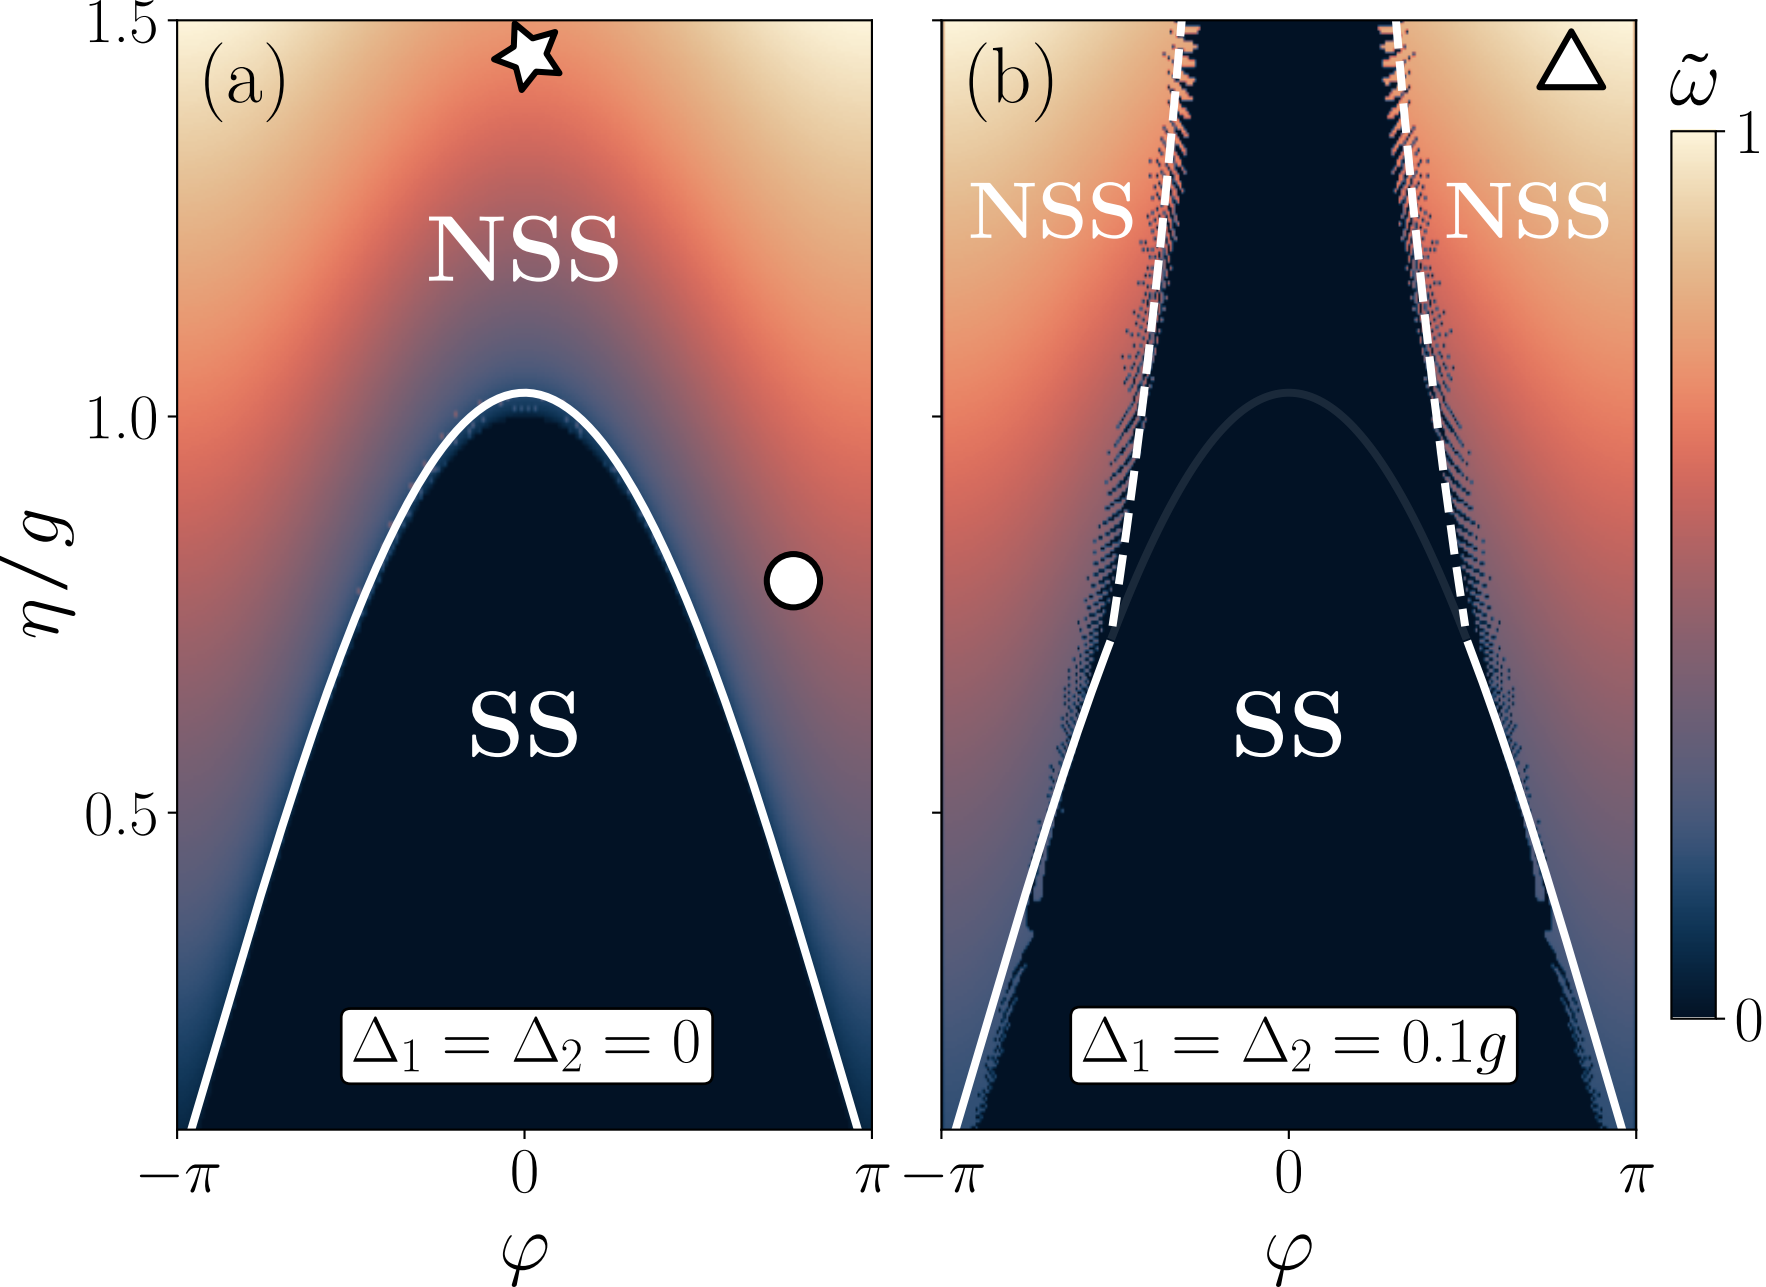 (a)
NSS
SS
Δ₁ = Δ₂ = 0
1.5
1.0
0.5
η/g
−π
0
π
φ
(b)
NSS
NSS
SS
Δ₁ = Δ₂ = 0.1g
−π
0
π
φ
ω̃
1
0